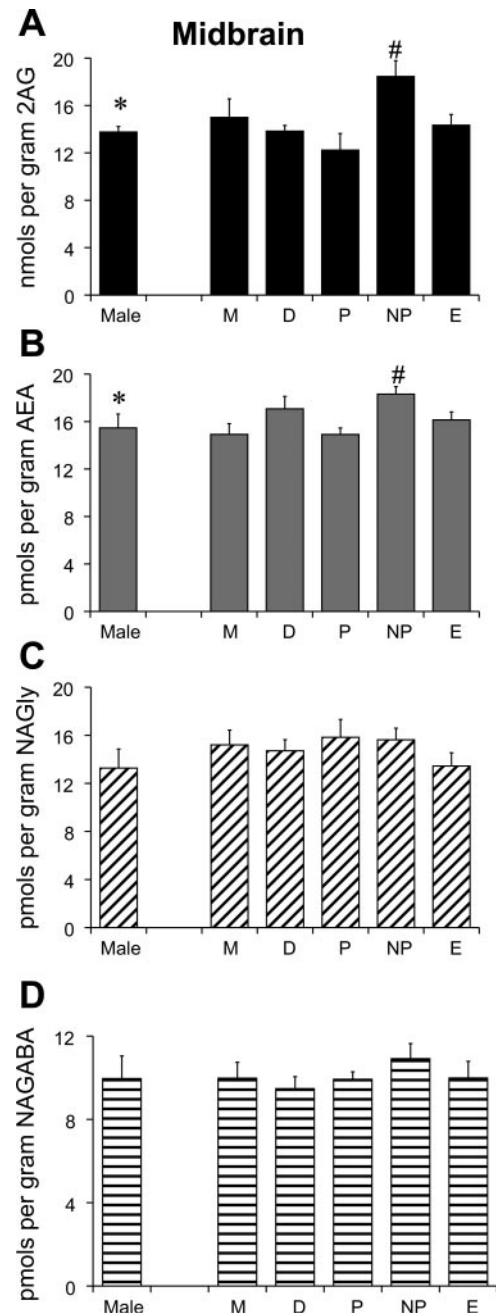 A
Midbrain
#
*
nmols per gram 2AG
20
16
12
8
4
0
Male M D P NP E
B
#
*
pmols per gram AEA
20
16
12
8
4
0
Male M D P NP E
C
pmols per gram NAGly
20
16
12
8
4
0
Male M D P NP E
D
pmols per gram NAGABA
12
8
4
0
Male M D P NP E